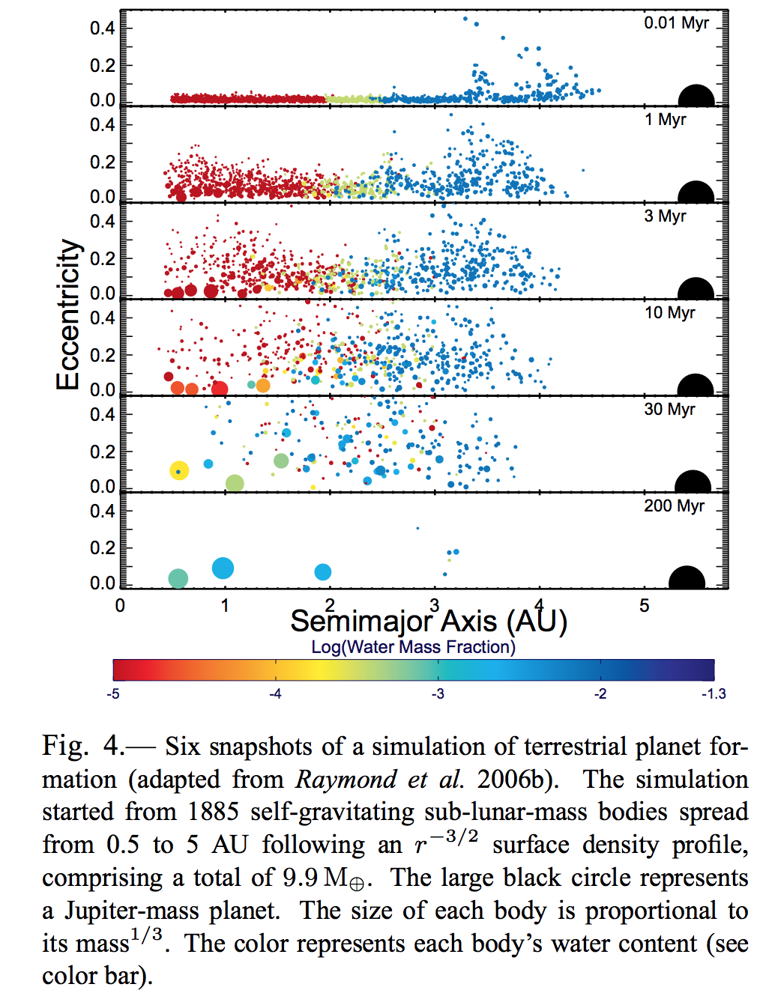 0.4
0.2
0.0
0.01 Myr
0.4
0.2
0.0
1 Myr
0.4
0.2
0.0
3 Myr
0.4
0.2
0.0
10 Myr
0.4
0.2
0.0
30 Myr
0.4
0.2
0.0
200 Myr
Eccentricity
0 1 2 3 4 5
Semimajor Axis (AU)
Log(Water Mass Fraction)
-5 -4 -3 -2 -1.3
Fig. 4.— Six snapshots of a simulation of terrestrial planet for-
mation (adapted from Raymond et al. 2006b). The simulation
started from 1885 self-gravitating sub-lunar-mass bodies spread
from 0.5 to 5 AU following an r^{−3/2} surface density profile,
comprising a total of 9.9 M⊕. The large black circle represents
a Jupiter-mass planet. The size of each body is proportional to
its mass^{1/3}. The color represents each body's water content (see
color bar).